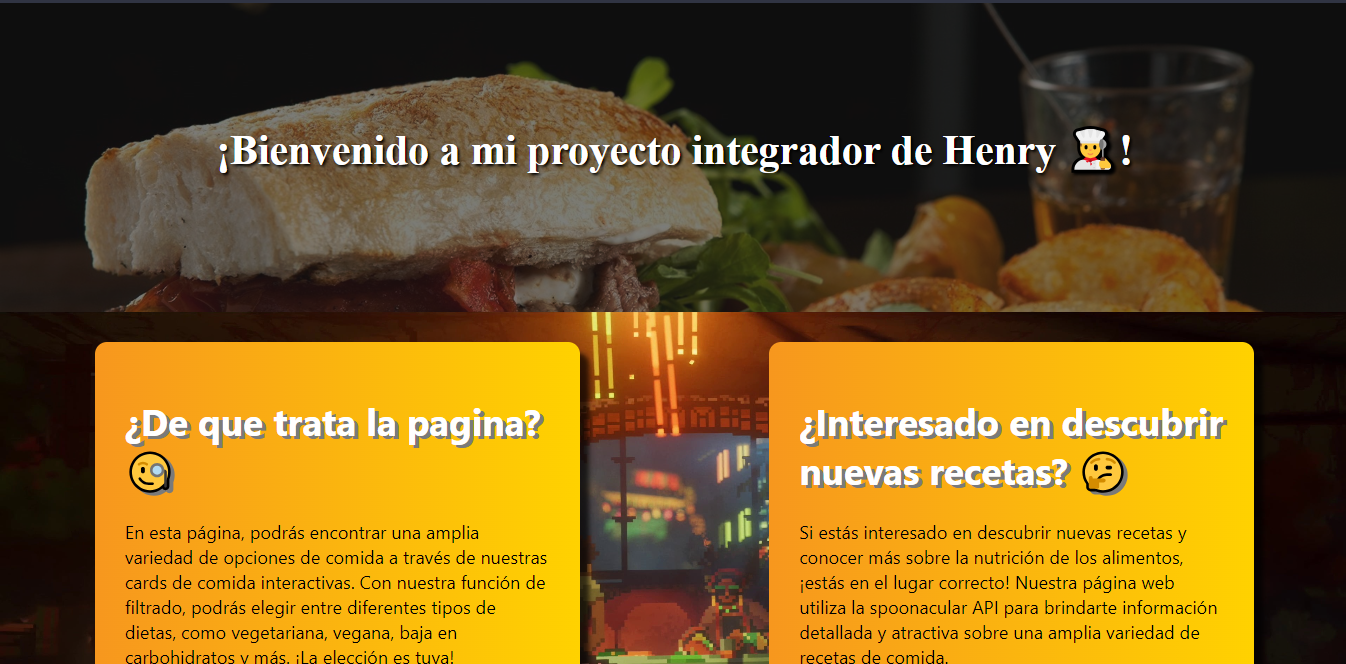 ¡Bienvenido a mi proyecto integrador de Henry 👨‍🍳!
¿De que trata la pagina?
🧐
En esta página, podrás encontrar una amplia
variedad de opciones de comida a través de nuestras
cards de comida interactivas. Con nuestra función de
filtrado, podrás elegir entre diferentes tipos de
dietas, como vegetariana, vegana, baja en
carbohidratos y más. ¡La elección es tuya!
¿Interesado en descubrir
nuevas recetas? 🤔
Si estás interesado en descubrir nuevas recetas y
conocer más sobre la nutrición de los alimentos,
¡estás en el lugar correcto! Nuestra página web
utiliza la spoonacular API para brindarte información
detallada y atractiva sobre una amplia variedad de
recetas de comida.